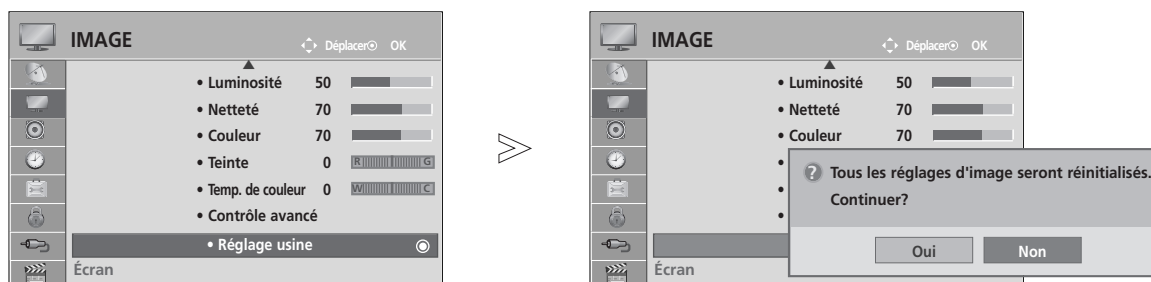 IMAGE
Déplacer OK
• Luminosité 50
• Netteté 70
• Couleur 70
• Teinte 0 R G
• Temp. de couleur 0 W C
• Contrôle avancé
• Réglage usine
Écran
IMAGE
Déplacer OK
• Luminosité 50
• Netteté 70
• Couleur 70
•
•
•
? Tous les réglages d'image seront réinitialisés.
Continuer?
Oui Non
Écran